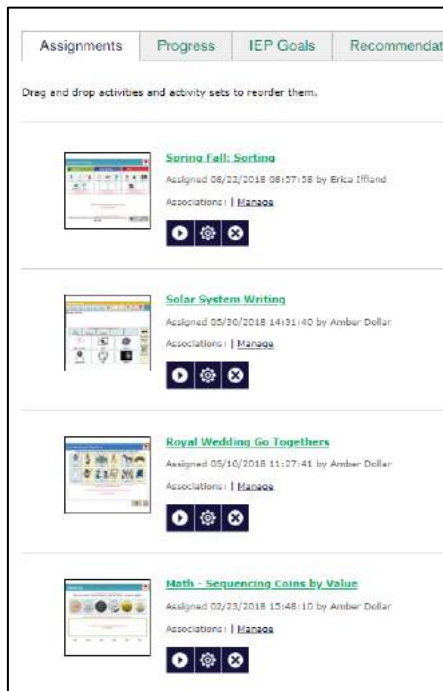 Assignments Progress IEP Goals Recommendat
Drag and drop activities and activity sets to reorder them.
Spring Fall: Sorting
Assigned 08/22/2018 08:57:58 by Erica Iffland
Associations: | Manage
Solar System Writing
Assigned 05/30/2018 14:31:40 by Amber Dollar
Associations: | Manage
Royal Wedding Go Togethers
Assigned 05/10/2018 11:27:41 by Amber Dollar
Associations: | Manage
Math - Sequencing Coins by Value
Assigned 02/23/2018 15:48:10 by Amber Dollar
Associations: | Manage